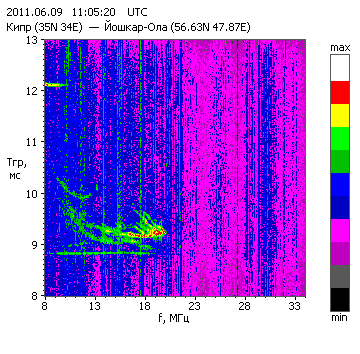 2011.06.09 11:05:20 UTC
Кипр (35N 34E) — Йошкар-Ола (56.63N 47.87E)
13
12
11
10
9
8
Tгр,
мс
8 13 18 23 28 33
f, МГц
max
min